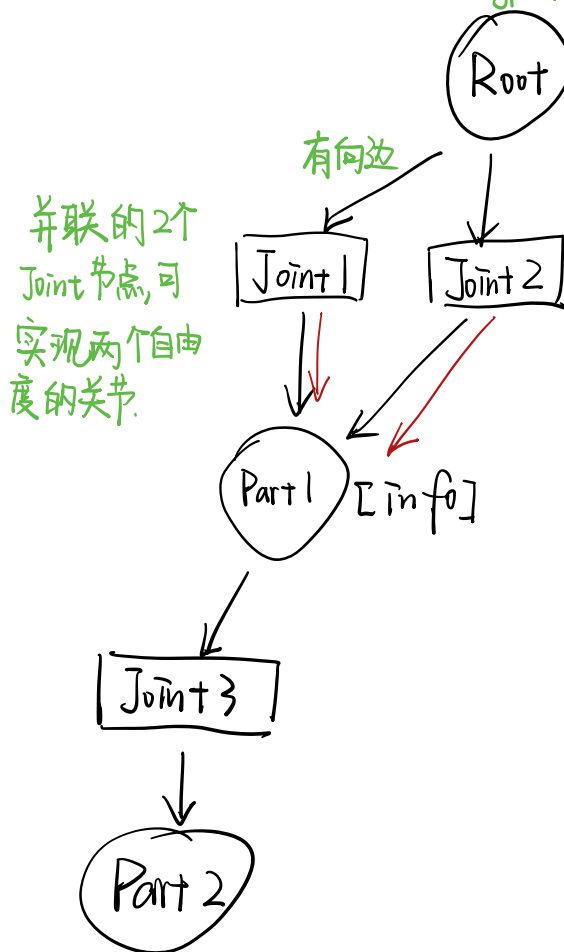 Root
有向边
并联的2个
Joint节点,可
实现两个自由
度的关节.
Joint 1
Joint 2
Part 1
[info]
Joint 3
Part 2